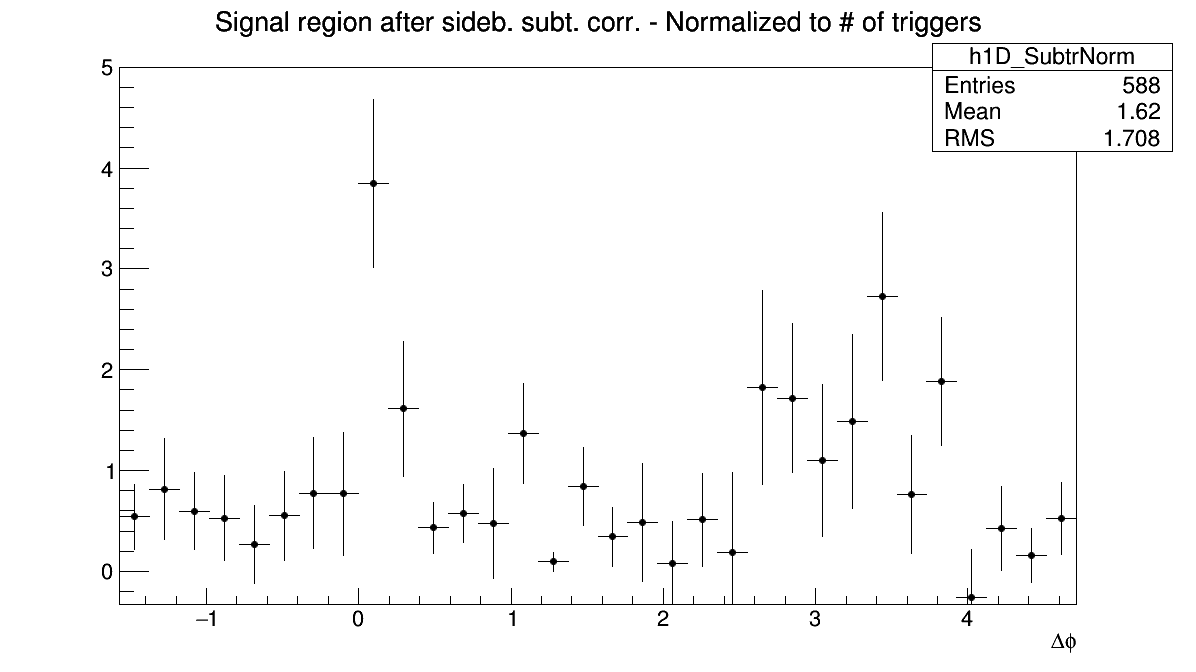 Signal region after sideb. subt. corr. - Normalized to # of triggers
h1D_SubtrNorm
Entries 588
Mean 1.62
RMS 1.708
5
4
3
2
1
0
−1 0 1 2 3 4
Δϕ